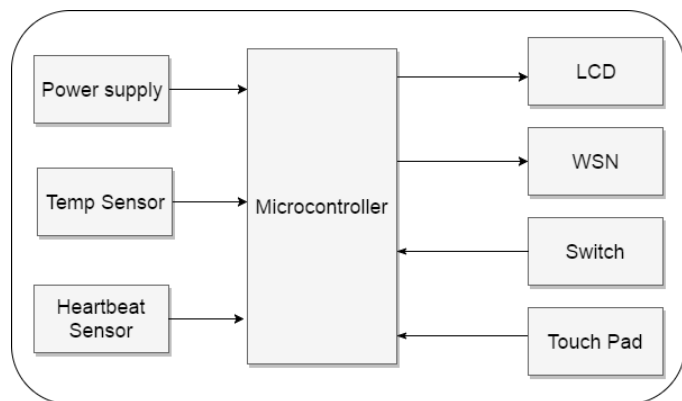 Power supply
Temp Sensor
Heartbeat
Sensor
Microcontroller
LCD
WSN
Switch
Touch Pad